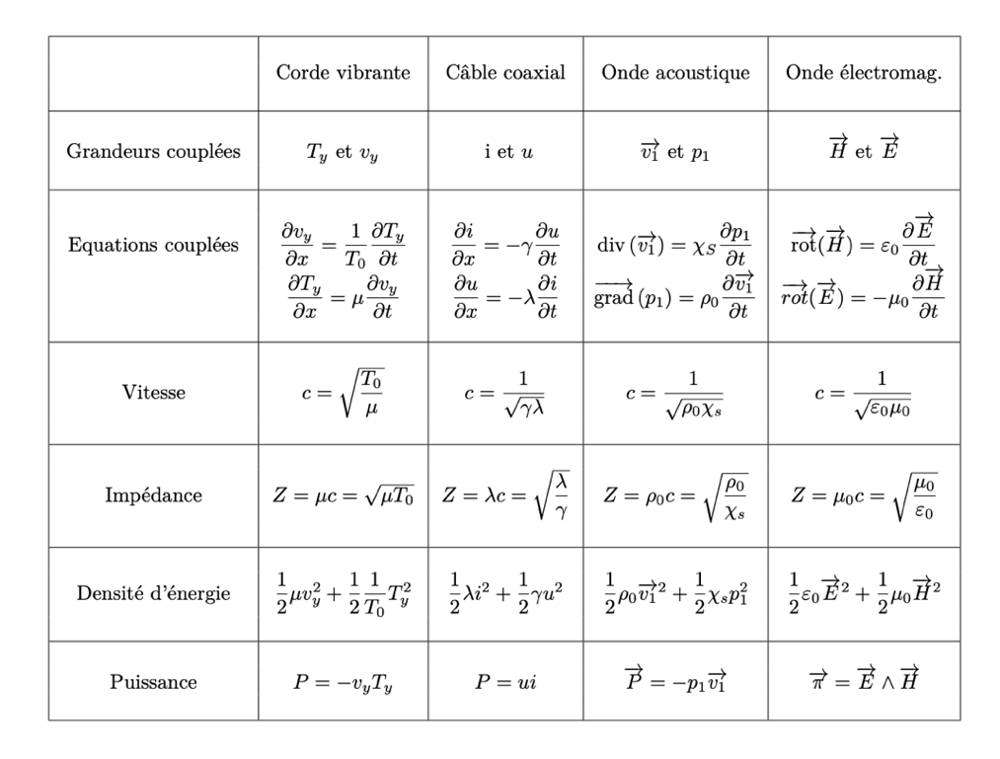 Corde vibrante Câble coaxial Onde acoustique Onde électromag.
Grandeurs couplées $T_y$ et $v_y$ i et $u$ $\overrightarrow{v_1}$ et $p_1$ $\overrightarrow{H}$ et $\overrightarrow{E}$
Equations couplées $\frac{\partial v_y}{\partial x} = \frac{1}{T_0}\frac{\partial T_y}{\partial t}$ $\frac{\partial i}{\partial x} = -\gamma\frac{\partial u}{\partial t}$ $\text{div}\,(\overrightarrow{v_1}) = \chi_S\frac{\partial p_1}{\partial t}$ $\overrightarrow{\text{rot}}(\overrightarrow{H}) = \varepsilon_0\frac{\partial \overrightarrow{E}}{\partial t}$
$\frac{\partial T_y}{\partial x} = \mu\frac{\partial v_y}{\partial t}$ $\frac{\partial u}{\partial x} = -\lambda\frac{\partial i}{\partial t}$ $\overrightarrow{\text{grad}}\,(p_1) = \rho_0\frac{\partial \overrightarrow{v_1}}{\partial t}$ $\overrightarrow{rot}(\overrightarrow{E}) = -\mu_0\frac{\partial \overrightarrow{H}}{\partial t}$
Vitesse $c = \sqrt{\frac{T_0}{\mu}}$ $c = \frac{1}{\sqrt{\gamma\lambda}}$ $c = \frac{1}{\sqrt{\rho_0\chi_s}}$ $c = \frac{1}{\sqrt{\varepsilon_0\mu_0}}$
Impédance $Z = \mu c = \sqrt{\mu T_0}$ $Z = \lambda c = \sqrt{\frac{\lambda}{\gamma}}$ $Z = \rho_0 c = \sqrt{\frac{\rho_0}{\chi_s}}$ $Z = \mu_0 c = \sqrt{\frac{\mu_0}{\varepsilon_0}}$
Densité d'énergie $\frac{1}{2}\mu v_y^2 + \frac{1}{2}\frac{1}{T_0}T_y^2$ $\frac{1}{2}\lambda i^2 + \frac{1}{2}\gamma u^2$ $\frac{1}{2}\rho_0\overrightarrow{v_1}^2 + \frac{1}{2}\chi_s p_1^2$ $\frac{1}{2}\varepsilon_0\overrightarrow{E}^2 + \frac{1}{2}\mu_0\overrightarrow{H}^2$
Puissance $P = -v_y T_y$ $P = ui$ $\overrightarrow{P} = -p_1\overrightarrow{v_1}$ $\overrightarrow{\pi} = \overrightarrow{E} \wedge \overrightarrow{H}$